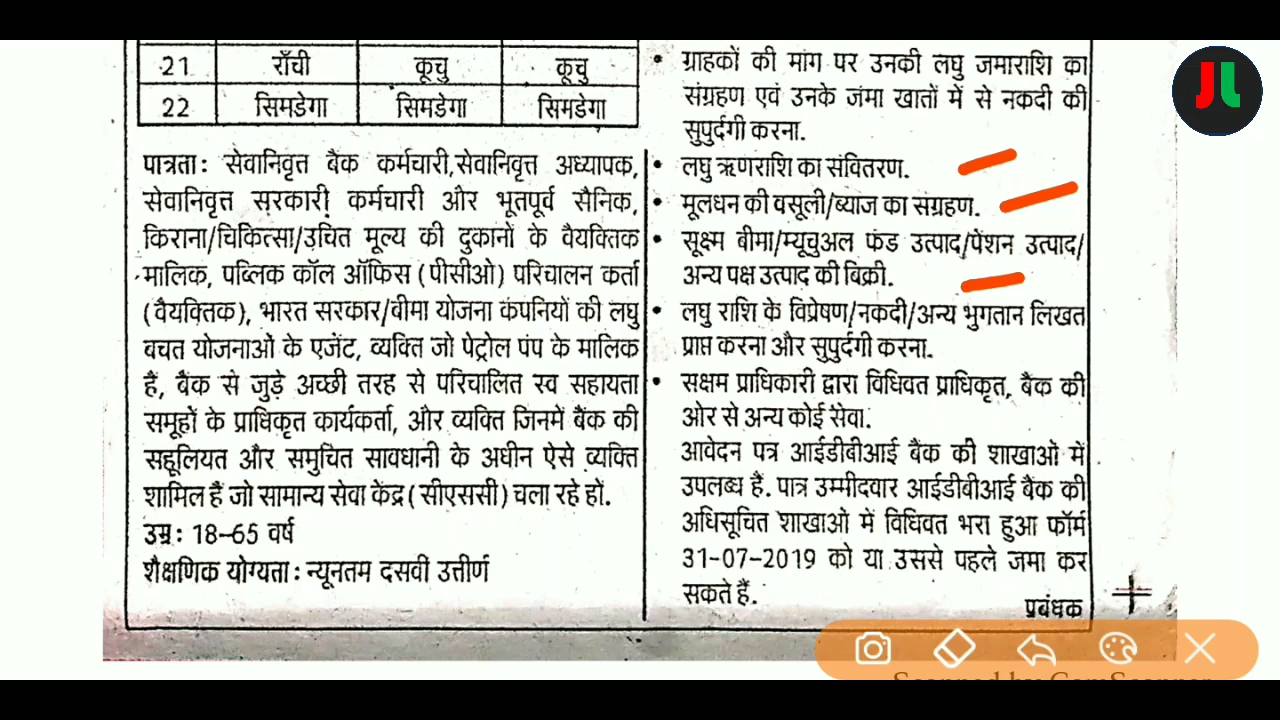 21 राँची कूचु कूचु
22 सिमडेगा सिमडेगा सिमडेगा
पात्रता: सेवानिवृत्त बैंक कर्मचारी,सेवानिवृत्त अध्यापक,
सेवानिवृत्त सरकारी कर्मचारी और भूतपूर्व सैनिक,
किराना/चिकित्सा/उचित मूल्य की दुकानों के वैयक्तिक
मालिक, पब्लिक कॉल ऑफिस (पीसीओ) परिचालन कर्ता
(वैयक्तिक), भारत सरकार/बीमा योजना कंपनियों की लघु
बचत योजनाओं के एजेंट, व्यक्ति जो पेट्रोल पंप के मालिक
हैं, बैंक से जुड़े अच्छी तरह से परिचालित स्व सहायता
समूहों के प्राधिकृत कार्यकर्ता, और व्यक्ति जिनमें बैंक की
सहूलियत और समुचित सावधानी के अधीन ऐसे व्यक्ति
शामिल हैं जो सामान्य सेवा केंद्र (सीएससी) चला रहे हों.
उम्र: 18-65 वर्ष
शैक्षणिक योग्यता: न्यूनतम दसवी उत्तीर्ण
• ग्राहकों की मांग पर उनकी लघु जमाराशि का
संग्रहण एवं उनके जमा खातों में से नकदी की
सुपुर्दगी करना.
• लघु ऋणराशि का संवितरण.
• मूलधन की वसूली/ब्याज का संग्रहण.
• सूक्ष्म बीमा/म्यूचुअल फंड उत्पाद/पेंशन उत्पाद/
अन्य पक्ष उत्पाद की बिक्री.
• लघु राशि के विप्रेषण/नकदी/अन्य भुगतान लिखत
प्राप्त करना और सुपुर्दगी करना.
• सक्षम प्राधिकारी द्वारा विधिवत प्राधिकृत, बैंक की
ओर से अन्य कोई सेवा.
आवेदन पत्र आईडीबीआई बैंक की शाखाओं में
उपलब्ध हैं. पात्र उम्मीदवार आईडीबीआई बैंक की
अधिसूचित शाखाओ में विधिवत भरा हुआ फॉर्म
31-07-2019 को या उससे पहले जमा कर
सकते हैं.
प्रबंधक
JL
Scanned by CamScanner